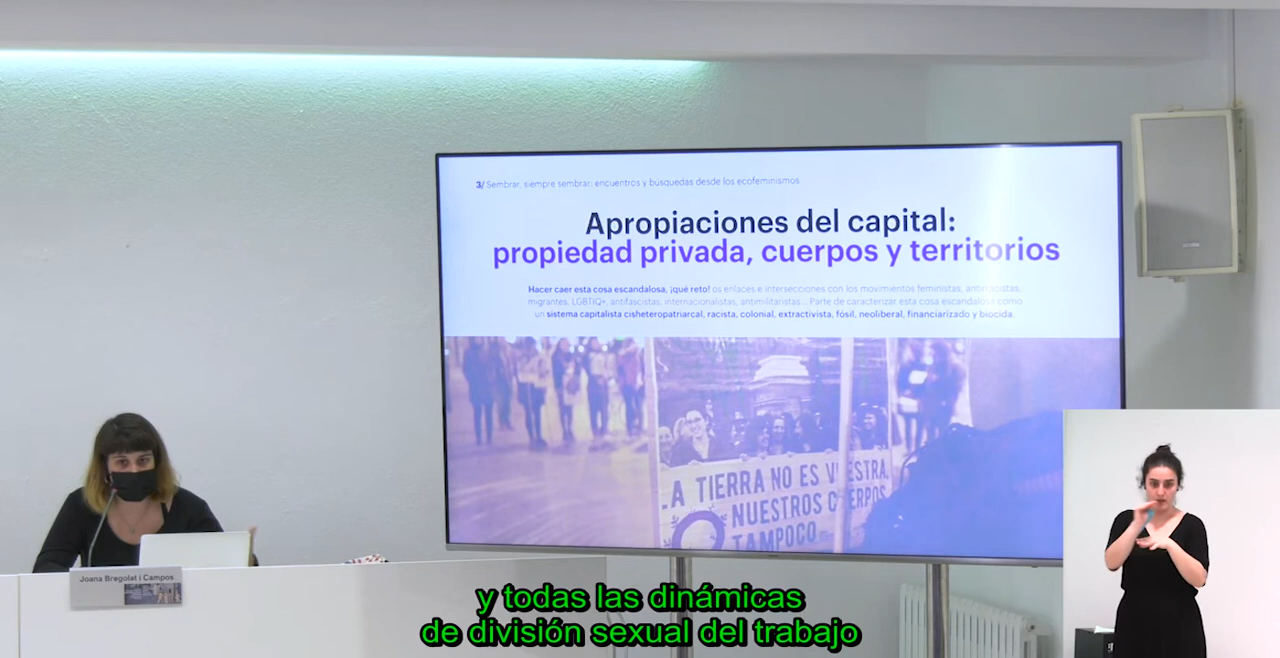 3/ Sembrar, siempre sembrar: encuentros y busquedas desde los ecofeminismos
Apropiaciones del capital:
propiedad privada, cuerpos y territorios
Hacer caer esta cosa escandalosa, ¡qué reto! os enlaces e intersecciones con los movimientos feministas, antirracistas,
migrantes, LGBTIQ+, antifascistas, internacionalistas, antimilitaristas... Parte de caracterizar esta cosa escandalosa como
un sistema capitalista cisheteropatriarcal, racista, colonial, extractivista, fósil, neoliberal, financiarizado y biocida.
LA TIERRA NO ES VUESTRA,
NUESTROS CUERPOS
TAMPOCO
Joana Bregolat i Campos
y todas las dinámicas
de división sexual del trabajo